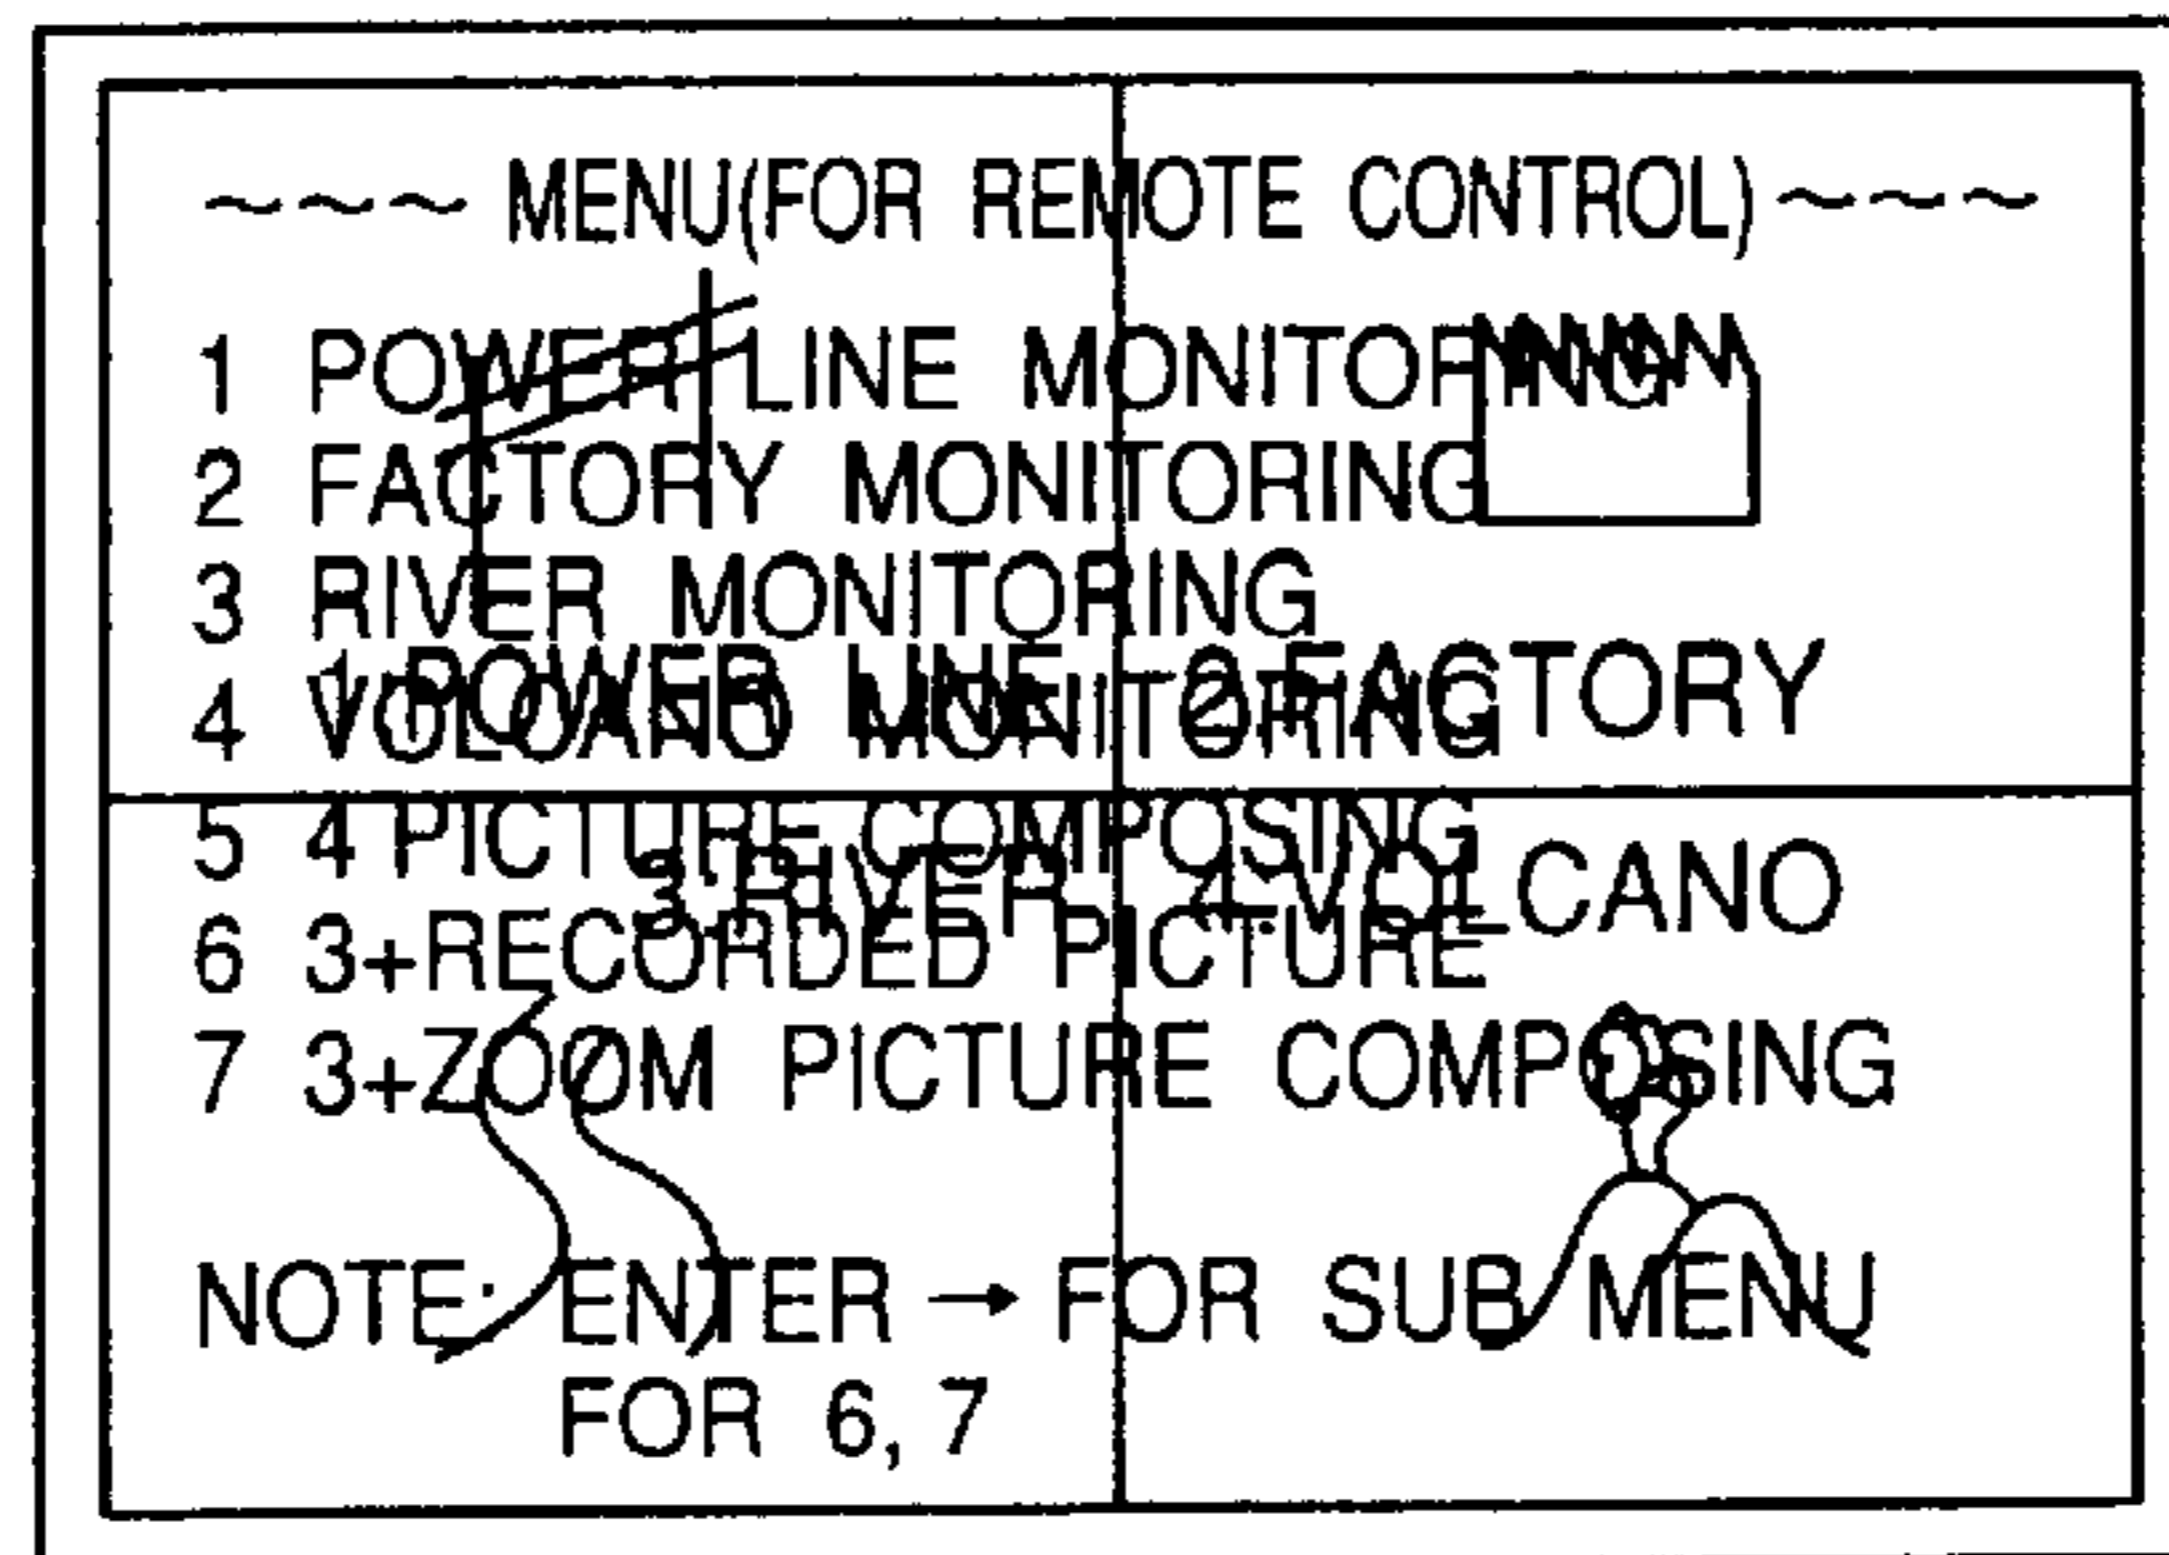 ~~~ MENU(FOR REMOTE CONTROL)~~~
1 POWER LINE MONITORING
2 FACTORY MONITORING
3 RIVER MONITORING
1.POWER LINE 2.FACTORY
4 VOLCANO MONITORING
5 4 PICTURE COMPOSING
3.RIVER 4.VOLCANO
6 3+RECORDED PICTURE
7 3+ZOOM PICTURE COMPOSING
NOTE: ENTER → FOR SUB MENU
FOR 6, 7